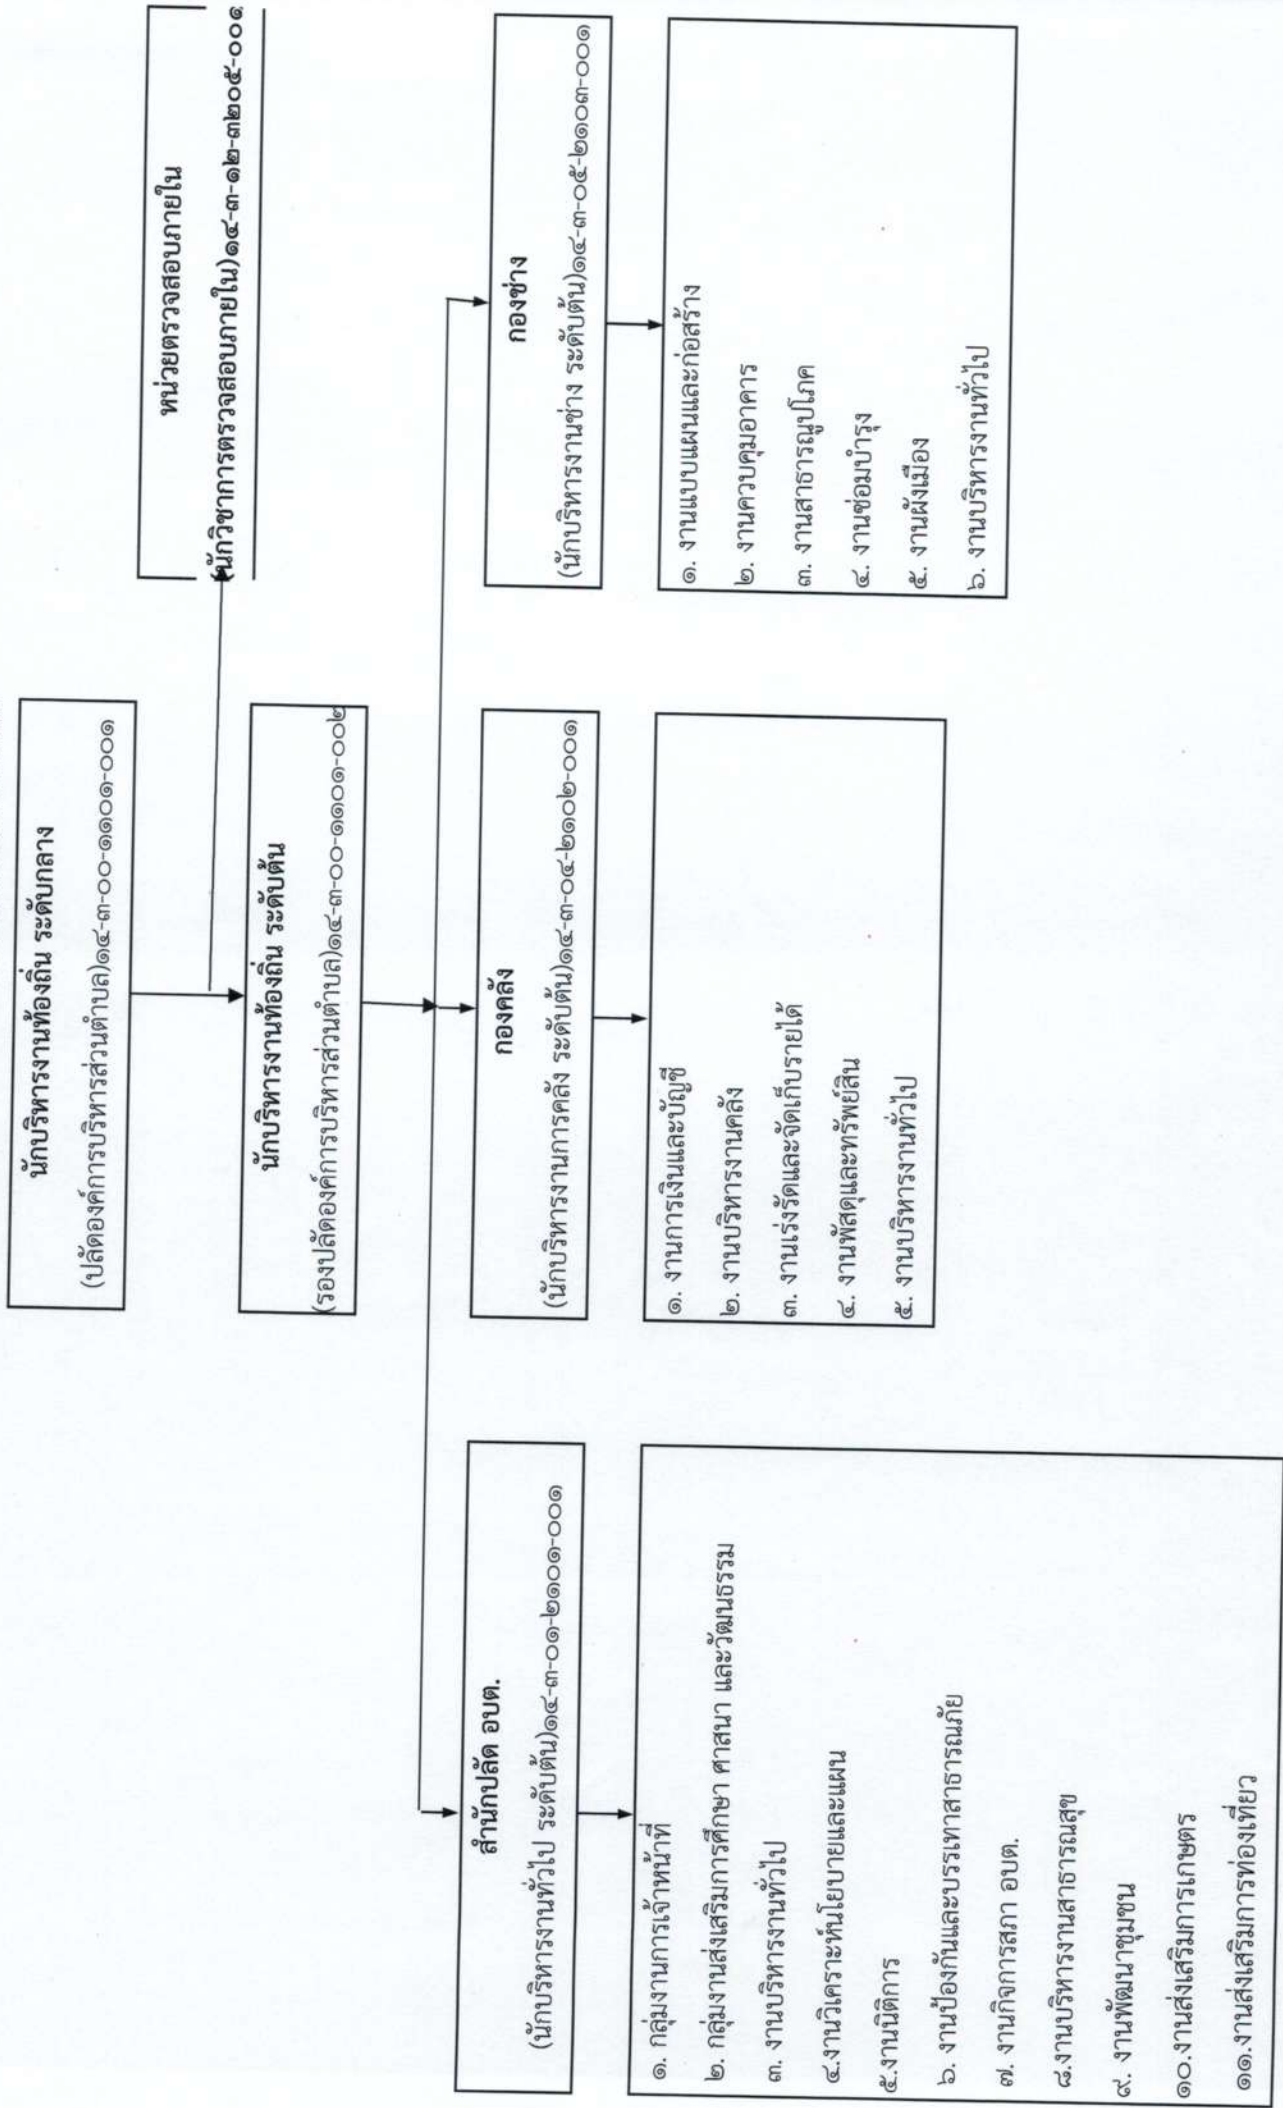 นักบริหารงานท้องถิ่น ระดับกลาง
(ปลัดองค์การบริหารส่วนตำบล)๑๔-๓-๐๐-๑๑๐๑-๐๐๑
หน่วยตรวจสอบภายใน
(นักวิชาการตรวจสอบภายใน)๑๔-๓-๑๒-๓๒๐๕-๐๐๑
นักบริหารงานท้องถิ่น ระดับต้น
(รองปลัดองค์การบริหารส่วนตำบล)๑๔-๓-๐๐-๑๑๐๑-๐๐๒
สำนักปลัด อบต.
(นักบริหารงานทั่วไป ระดับต้น)๑๔-๓-๐๑-๒๑๐๑-๐๐๑
๑. กลุ่มงานการเจ้าหน้าที่
๒. กลุ่มงานส่งเสริมการศึกษา ศาสนา และวัฒนธรรม
๓. งานบริหารงานทั่วไป
๔.งานวิเคราะห์นโยบายและแผน
๕.งานนิติการ
๖. งานป้องกันและบรรเทาสาธารณภัย
๗. งานกิจการสภา อบต.
๘.งานบริหารงานสาธารณสุข
๙. งานพัฒนาชุมชน
๑๐.งานส่งเสริมการเกษตร
๑๑.งานส่งเสริมการท่องเที่ยว
กองคลัง
(นักบริหารงานการคลัง ระดับต้น)๑๔-๓-๐๔-๒๑๐๒-๐๐๑
๑. งานการเงินและบัญชี
๒. งานบริหารงานคลัง
๓. งานเร่งรัดและจัดเก็บรายได้
๔. งานพัสดุและทรัพย์สิน
๕. งานบริหารงานทั่วไป
กองช่าง
(นักบริหารงานช่าง ระดับต้น)๑๔-๓-๐๕-๒๑๐๓-๐๐๑
๑. งานแบบแผนและก่อสร้าง
๒. งานควบคุมอาคาร
๓. งานสาธารณูปโภค
๔. งานซ่อมบำรุง
๕. งานผังเมือง
๖. งานบริหารงานทั่วไป